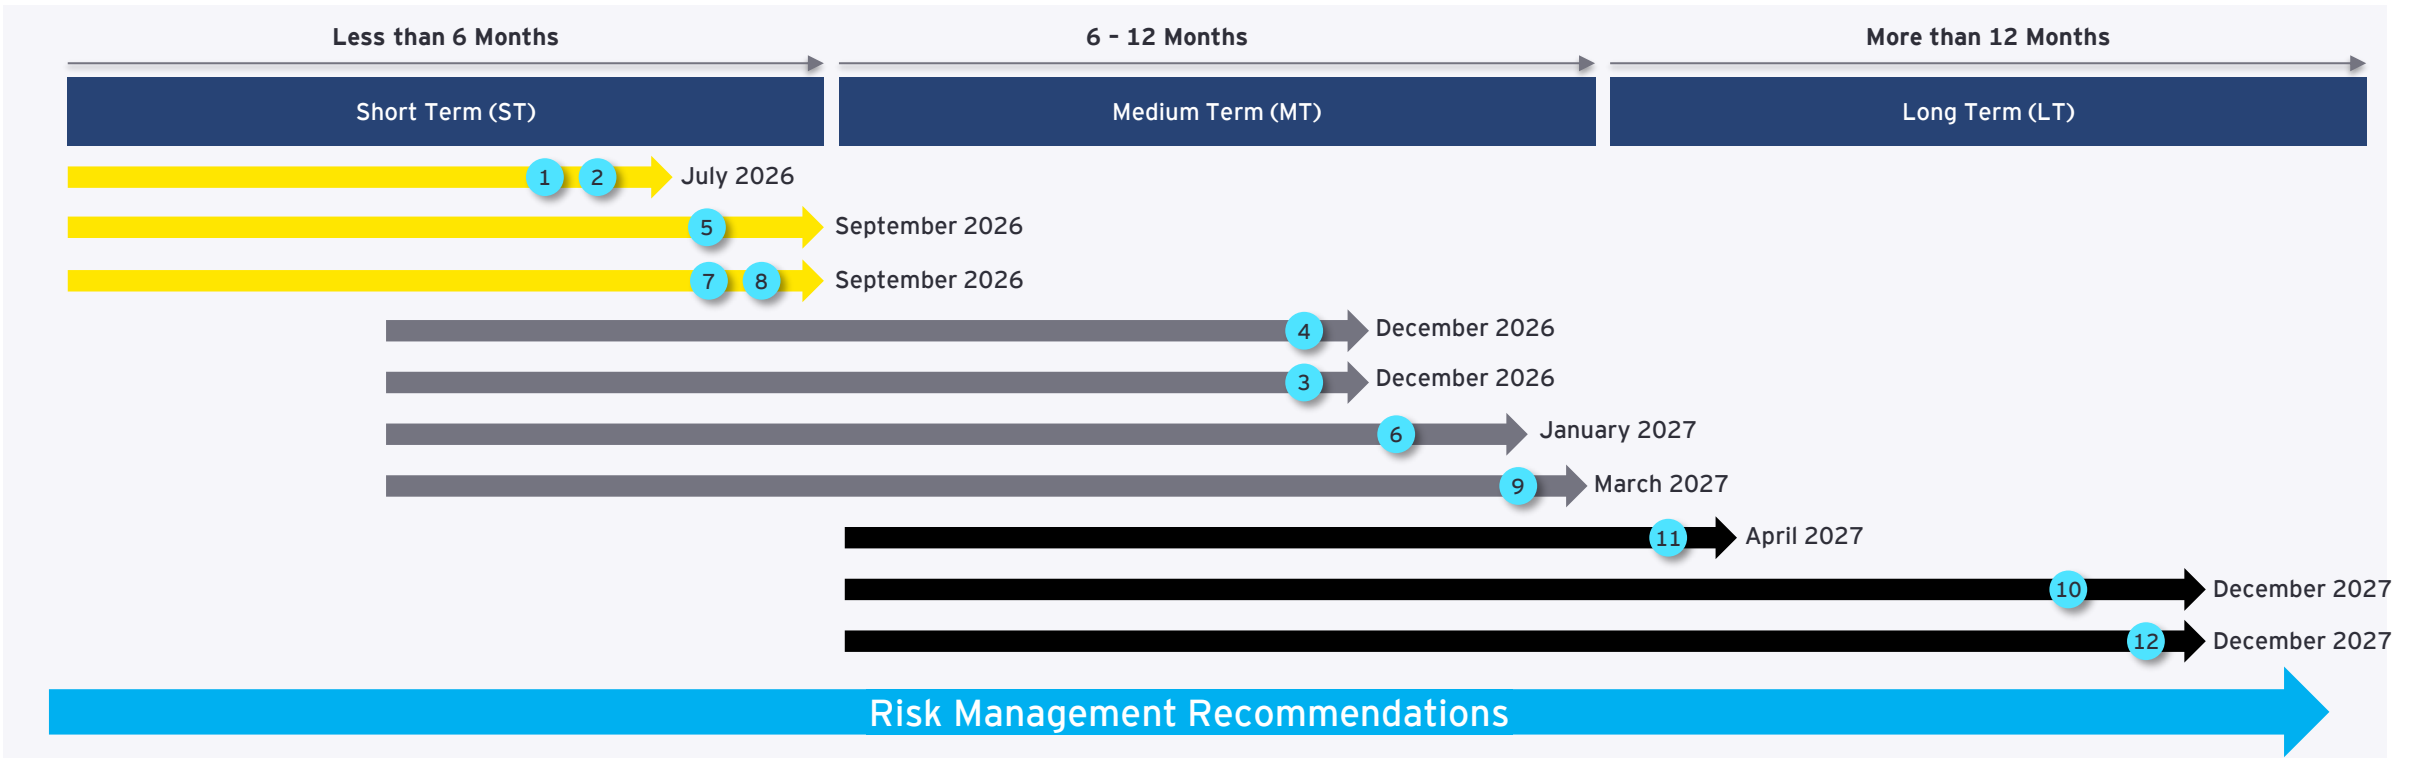 Less than 6 Months
6 – 12 Months
More than 12 Months
Short Term (ST)
Medium Term (MT)
Long Term (LT)
1 2 July 2026
5 September 2026
7 8 September 2026
4 December 2026
3 December 2026
6 January 2027
9 March 2027
11 April 2027
10 December 2027
12 December 2027
Risk Management Recommendations